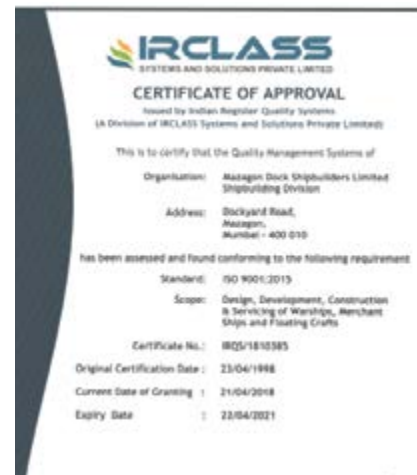 IRCLASS
SYSTEMS AND SOLUTIONS PRIVATE LIMITED
CERTIFICATE OF APPROVAL
Issued by Indian Register Quality Systems
(A Division of IRCLASS Systems and Solutions Private Limited)
This is to certify that the Quality Management Systems of
Organisation: Mazagon Dock Shipbuilders Limited
Shipbuilding Division
Address: Dockyard Road,
Mazagon,
Mumbai - 400 010
has been assessed and found conforming to the following requirement
Standard: ISO 9001:2015
Scope: Design, Development, Construction
& Servicing of Warships, Merchant
Ships and Floating Crafts
Certificate No.: IRQS/1810385
Original Certification Date : 23/04/1998
Current Date of Granting : 21/04/2018
Expiry Date : 22/04/2021